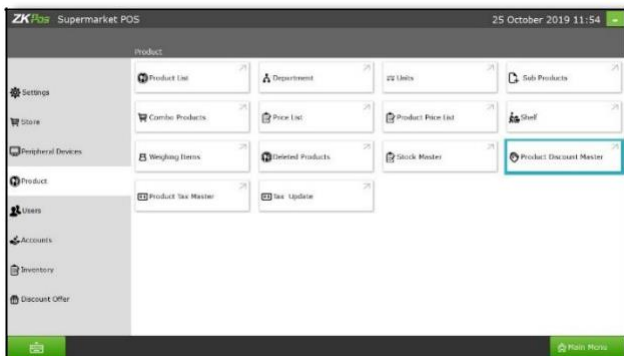 ZKPos Supermarket POS
25 October 2019 11:54
Product
Product List
Department
Units
Sub Products
Settings
Combo Products
Price List
Product Price List
Shelf
Store
Peripheral Devices
Weighing Items
Deleted Products
Stock Master
Product Discount Master
Product
Product Tax Master
Tax Update
Users
Accounts
Inventory
Discount Offer
Main Menu